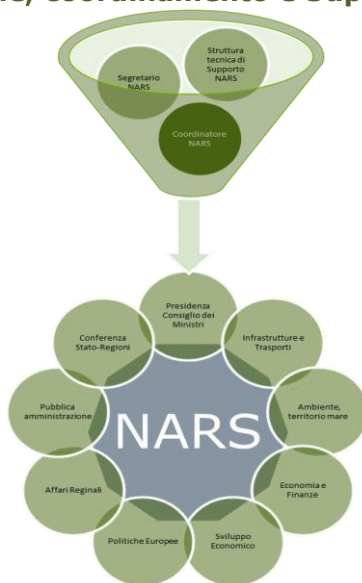 Struttura
tecnica di
Supporto
NARS
Segretario
NARS
Coordinatore
NARS
Presidenza
Consiglio dei
Ministri
Conferenza
Stato-Regioni
Infrastrutture e
Trasporti
Pubblica
amministrazione
Ambiente,
territorio mare
NARS
Affari Reginali
Economia e
Finanze
Politiche Europee
Sviluppo
Economico